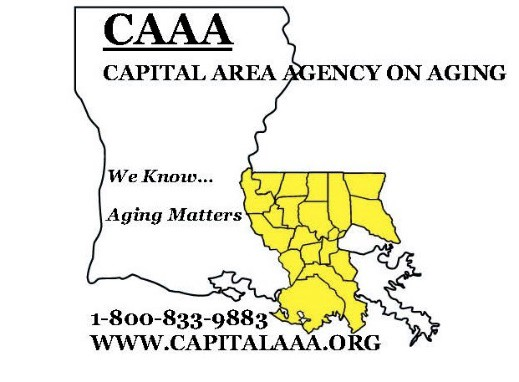 CAAA
CAPITAL AREA AGENCY ON AGING
We Know...
Aging Matters
1-800-833-9883
WWW.CAPITALAAA.ORG